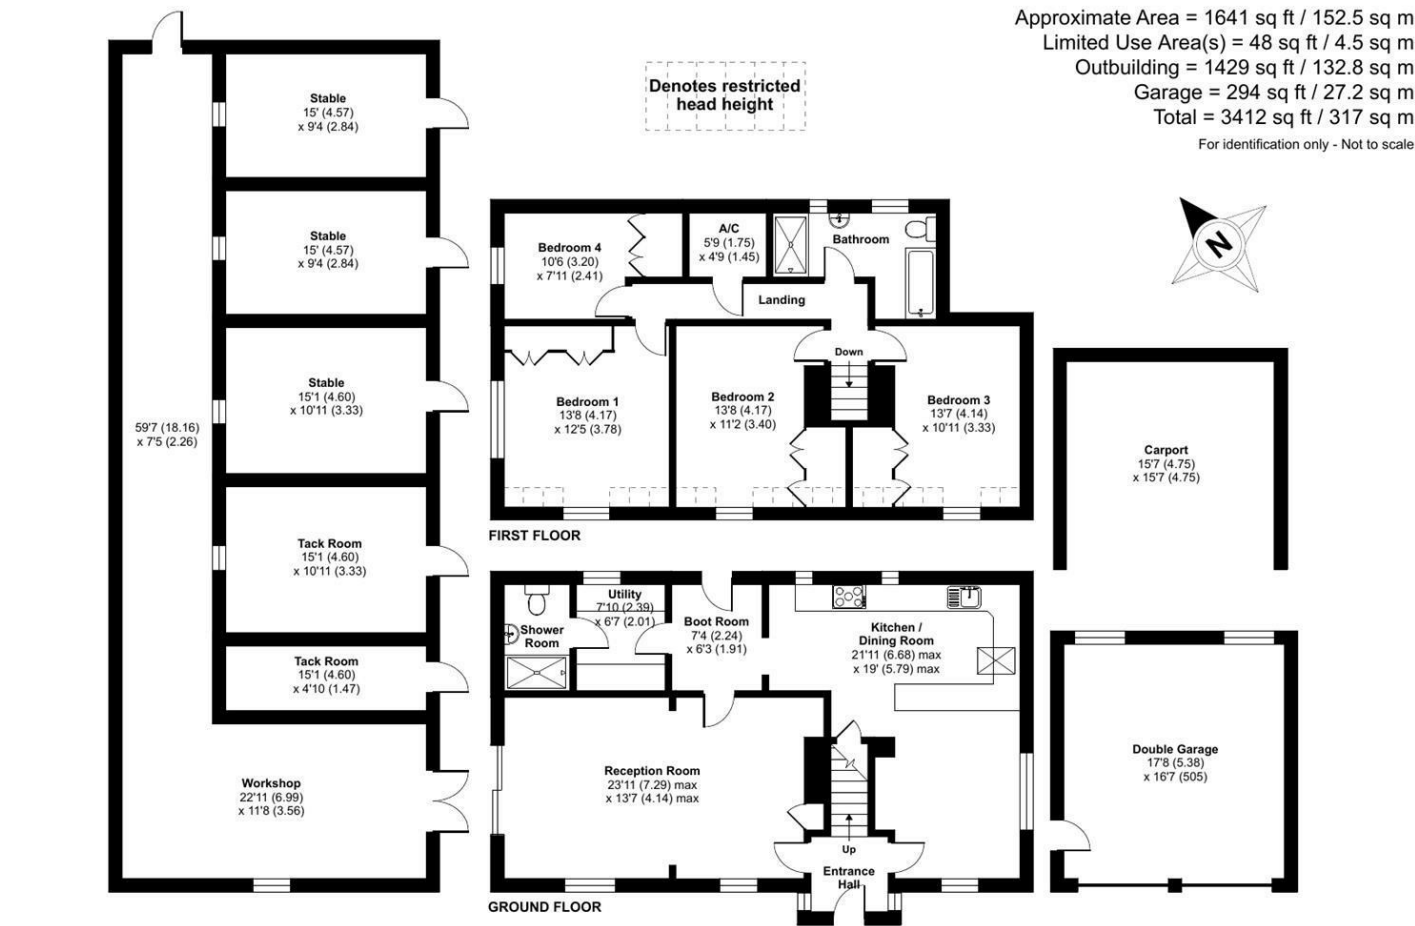 Approximate Area = 1641 sq ft / 152.5 sq m
Limited Use Area(s) = 48 sq ft / 4.5 sq m
Outbuilding = 1429 sq ft / 132.8 sq m
Garage = 294 sq ft / 27.2 sq m
Total = 3412 sq ft / 317 sq m
For identification only - Not to scale
Denotes restricted
head height
N
Stable
15' (4.57)
x 9'4 (2.84)
Stable
15' (4.57)
x 9'4 (2.84)
Stable
15'1 (4.60)
x 10'11 (3.33)
59'7 (18.16)
x 7'5 (2.26)
Tack Room
15'1 (4.60)
x 10'11 (3.33)
Tack Room
15'1 (4.60)
x 4'10 (1.47)
Workshop
22'11 (6.99)
x 11'8 (3.56)
Bedroom 4
10'6 (3.20)
x 7'11 (2.41)
A/C
5'9 (1.75)
x 4'9 (1.45)
Bathroom
Landing
Down
Bedroom 1
13'8 (4.17)
x 12'5 (3.78)
Bedroom 2
13'8 (4.17)
x 11'2 (3.40)
Bedroom 3
13'7 (4.14)
x 10'11 (3.33)
FIRST FLOOR
Carport
15'7 (4.75)
x 15'7 (4.75)
Utility
7'10 (2.39)
x 6'7 (2.01)
Shower
Room
Boot Room
7'4 (2.24)
x 6'3 (1.91)
Kitchen /
Dining Room
21'11 (6.68) max
x 19' (5.79) max
Reception Room
23'11 (7.29) max
x 13'7 (4.14) max
Up
Entrance
Hall
GROUND FLOOR
Double Garage
17'8 (5.38)
x 16'7 (505)